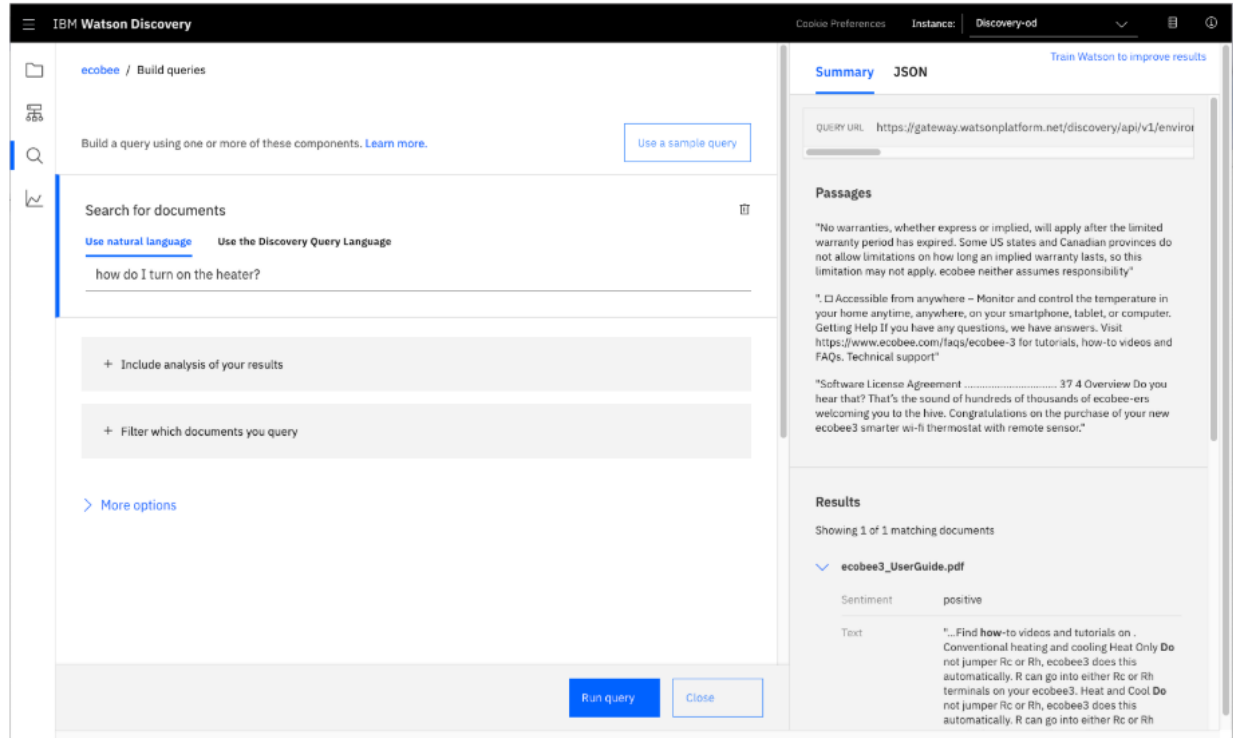 IBM Watson Discovery
Cookie Preferences
Instance:
Discovery-od
ecobee / Build queries
Build a query using one or more of these components. Learn more.
Use a sample query
Search for documents
Use natural language
Use the Discovery Query Language
how do I turn on the heater?
+ Include analysis of your results
+ Filter which documents you query
More options
Run query
Close
Train Watson to improve results
Summary
JSON
QUERY URL https://gateway.watsonplatform.net/discovery/api/v1/enviro
Passages
"No warranties, whether express or implied, will apply after the limited
warranty period has expired. Some US states and Canadian provinces do
not allow limitations on how long an implied warranty lasts, so this
limitation may not apply. ecobee neither assumes responsibility"
". □ Accessible from anywhere – Monitor and control the temperature in
your home anytime, anywhere, on your smartphone, tablet, or computer.
Getting Help If you have any questions, we have answers. Visit
https://www.ecobee.com/faqs/ecobee-3 for tutorials, how-to videos and
FAQs. Technical support"
"Software License Agreement ................................ 37 4 Overview Do you
hear that? That's the sound of hundreds of thousands of ecobee-ers
welcoming you to the hive. Congratulations on the purchase of your new
ecobee3 smarter wi-fi thermostat with remote sensor."
Results
Showing 1 of 1 matching documents
ecobee3_UserGuide.pdf
Sentiment positive
Text "...Find how-to videos and tutorials on .
Conventional heating and cooling Heat Only Do
not jumper Rc or Rh, ecobee3 does this
automatically. R can go into either Rc or Rh
terminals on your ecobee3. Heat and Cool Do
not jumper Rc or Rh, ecobee3 does this
automatically. R can go into either Rc or Rh